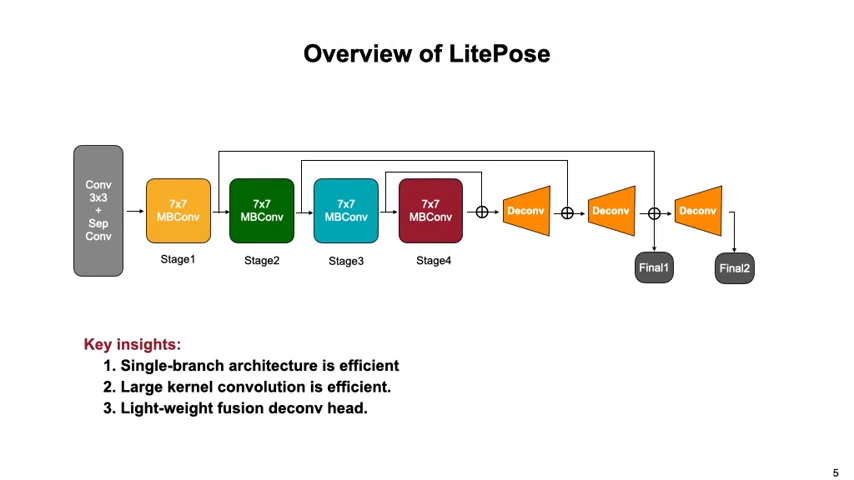 Overview of LitePose
Conv
3x3
+
Sep
Conv
7x7
MBConv
Stage1
7x7
MBConv
Stage2
7x7
MBConv
Stage3
7x7
MBConv
Stage4
Deconv
Deconv
Deconv
Final1
Final2
Key insights:
1. Single-branch architecture is efficient
2. Large kernel convolution is efficient.
3. Light-weight fusion deconv head.
5